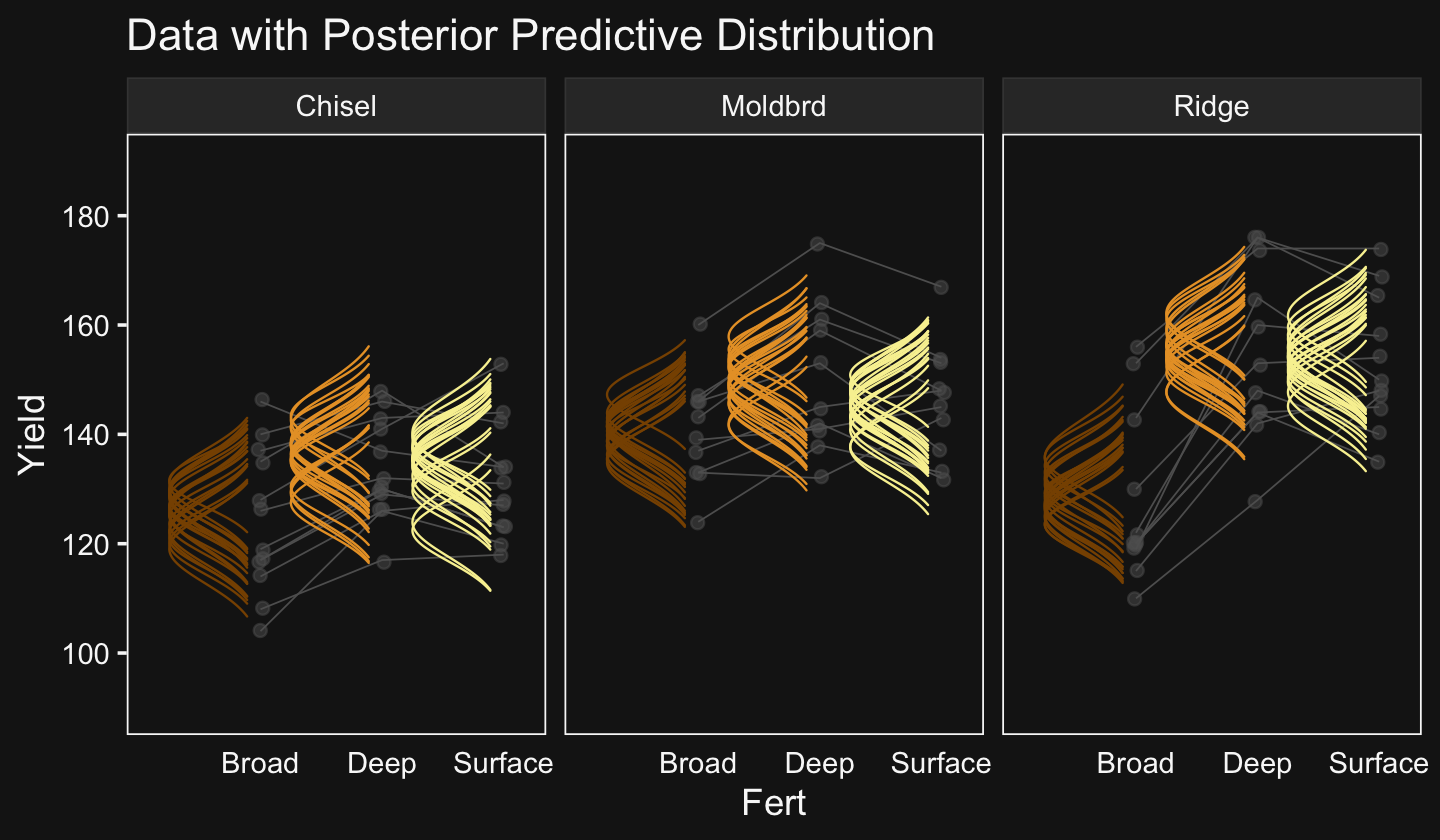 Data with Posterior Predictive Distribution
Chisel Moldbrd Ridge
180
160
140
120
100
Yield
Broad Deep Surface Broad Deep Surface Broad Deep Surface
Fert